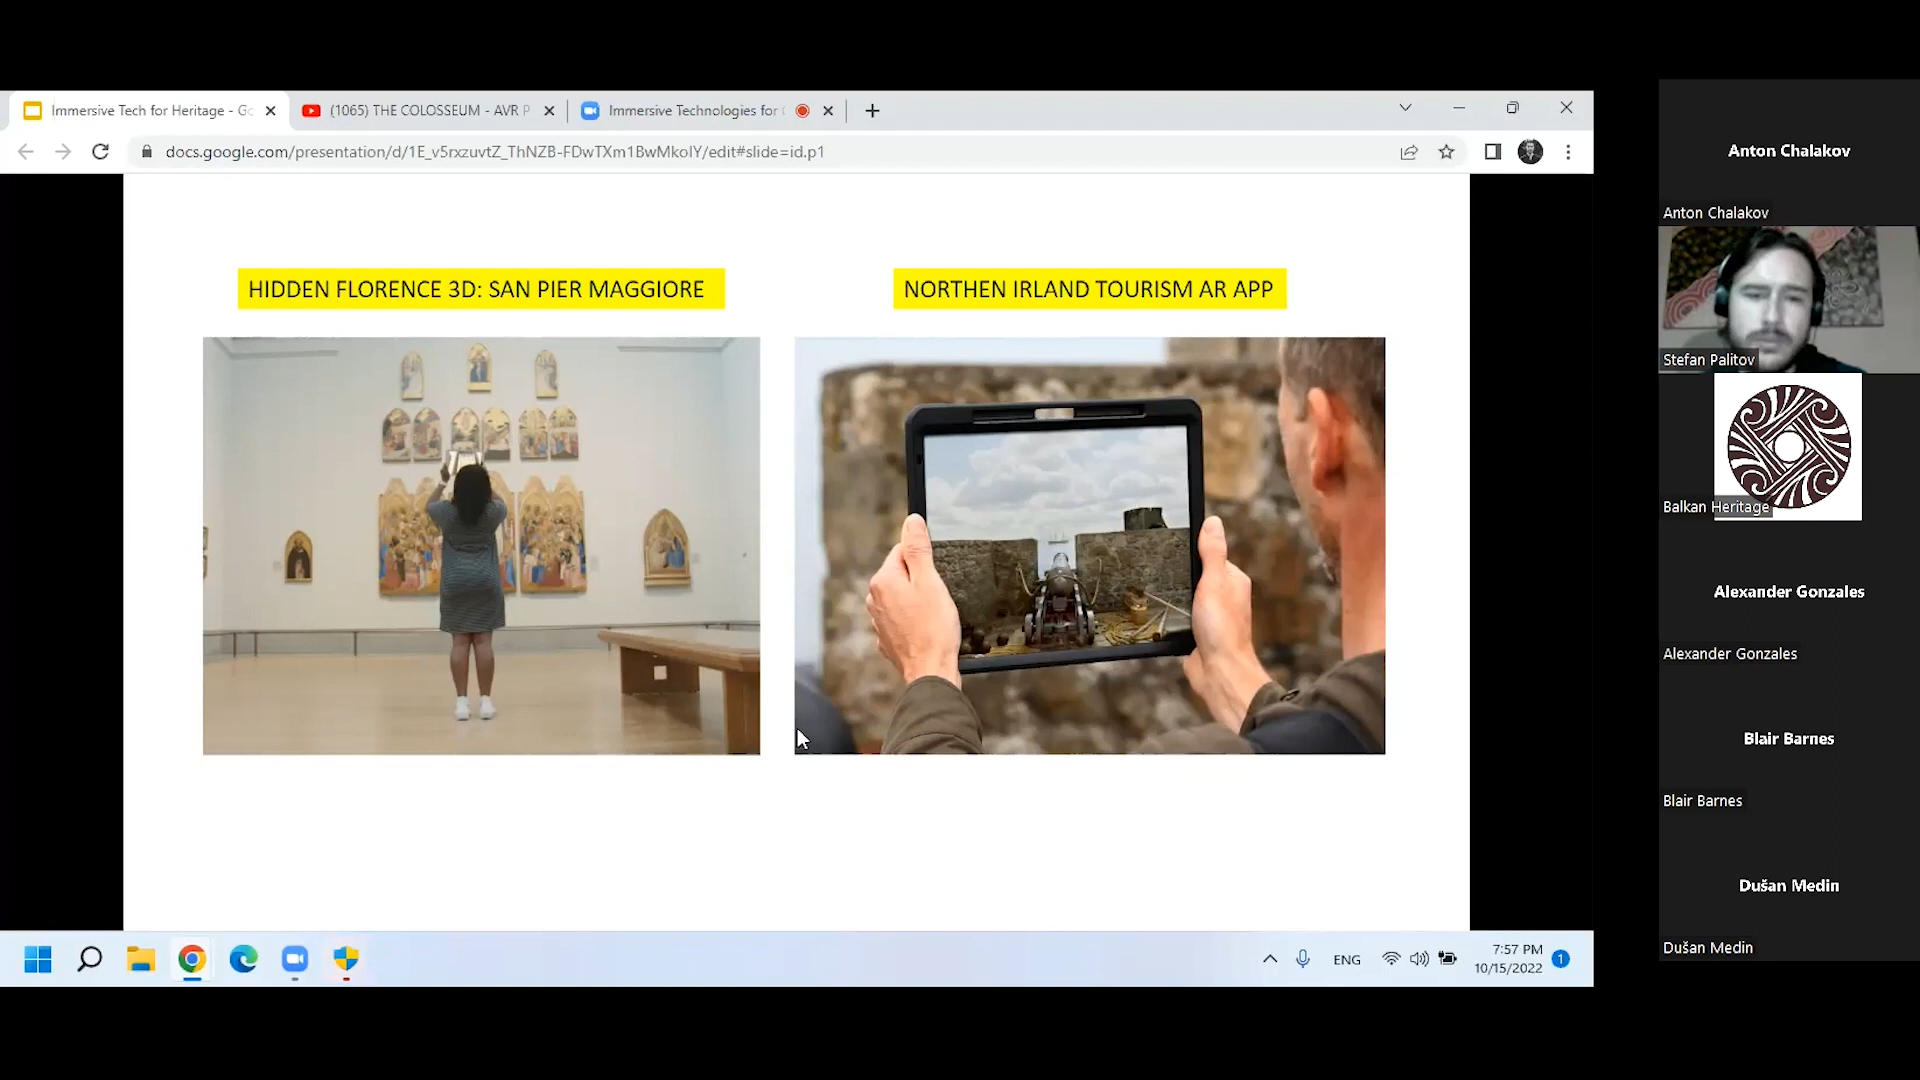 Immersive Tech for Heritage - Go
(1065) THE COLOSSEUM - AVR P
Immersive Technologies for
docs.google.com/presentation/d/1E_v5rxzuvtZ_ThNZB-FDwTXm1BwMkolY/edit#slide=id.p1
HIDDEN FLORENCE 3D: SAN PIER MAGGIORE
NORTHEN IRLAND TOURISM AR APP
ENG
7:57 PM
10/15/2022
1
Anton Chalakov
Anton Chalakov
Stefan Palitov
Balkan Heritage
Alexander Gonzales
Alexander Gonzales
Blair Barnes
Blair Barnes
Dušan Medin
Dušan Medin